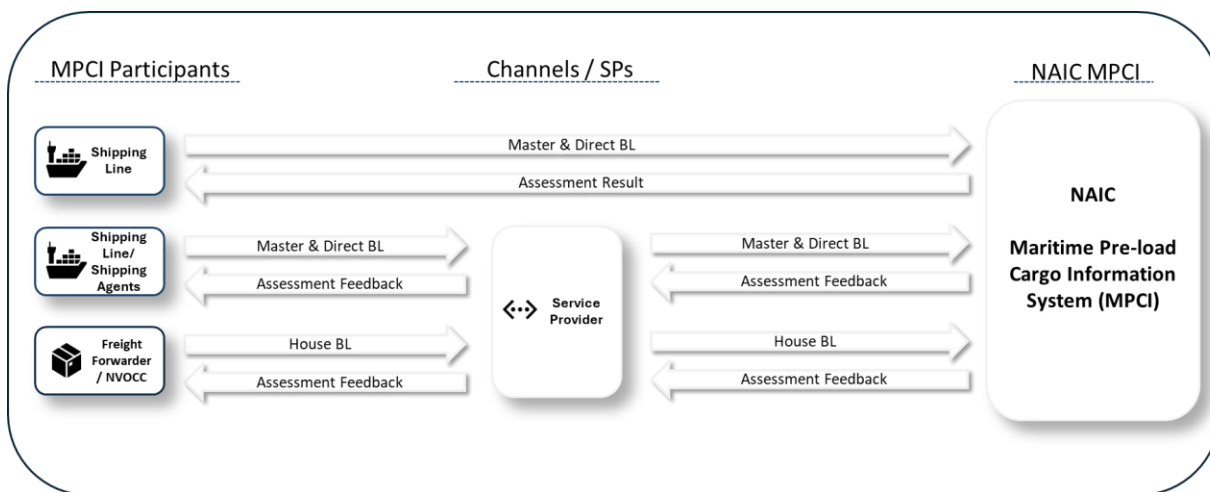 MPCI Participants
Channels / SPs
NAIC MPCI
Shipping
Line
Master & Direct BL
Assessment Result
Shipping
Line/
Shipping
Agents
Master & Direct BL
Assessment Feedback
Freight
Forwarder
/ NVOCC
House BL
Assessment Feedback
Service
Provider
Master & Direct BL
Assessment Feedback
House BL
Assessment Feedback
NAIC
Maritime Pre-load
Cargo Information
System (MPCI)